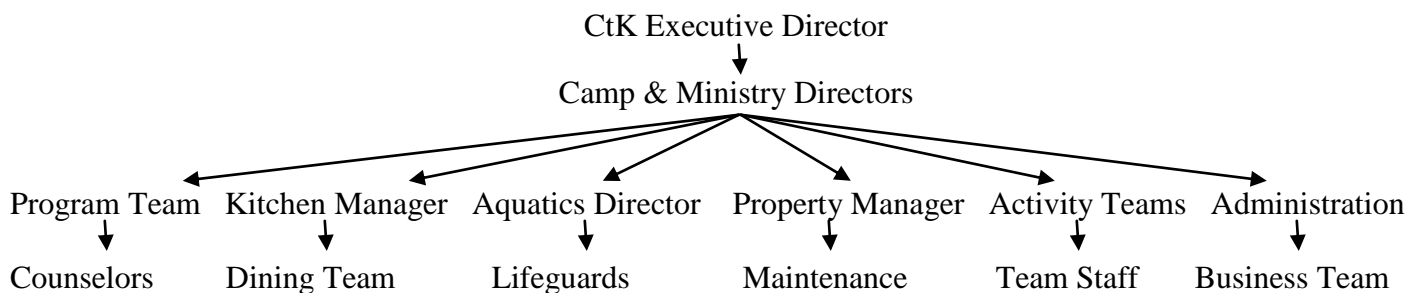 CtK Executive Director
Camp & Ministry Directors
Program Team Kitchen Manager Aquatics Director Property Manager Activity Teams Administration
Counselors Dining Team Lifeguards Maintenance Team Staff Business Team